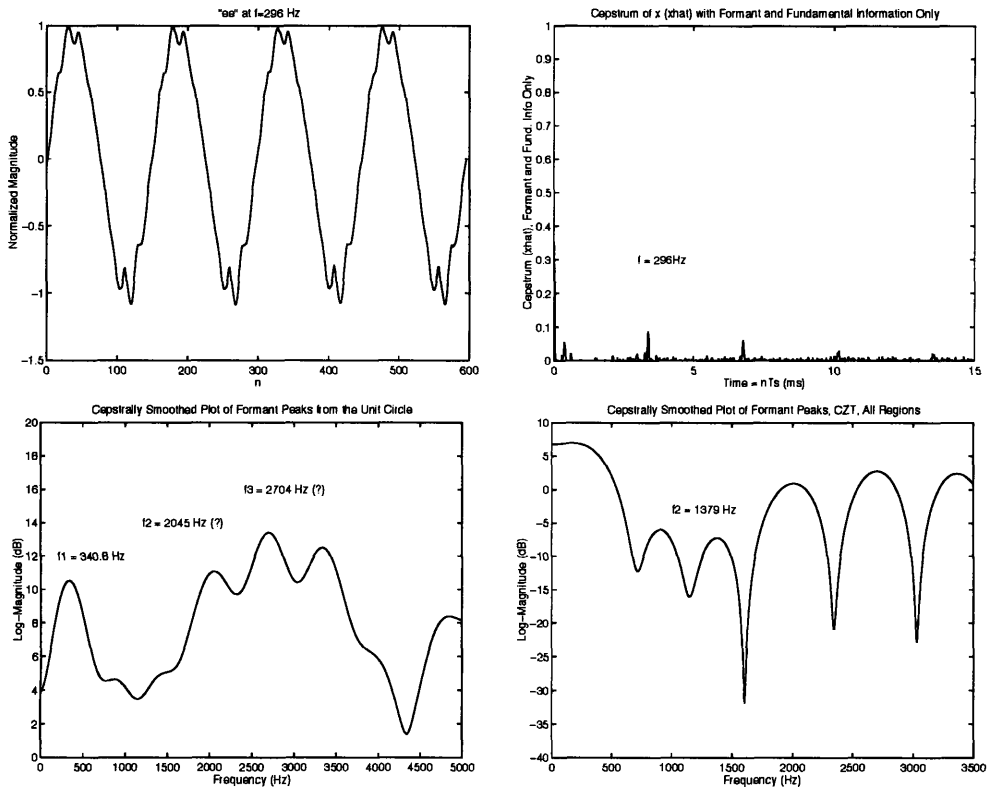 "ee" at f=296 Hz
Normalized Magnitude
1
0.5
0
-0.5
-1
-1.5
0 100 200 300 400 500 600
n
Cepstrum of x (xhat) with Formant and Fundamental Information Only
Cepstrum (xhat), Formant and Fund. Info Only
1
0.9
0.8
0.7
0.6
0.5
0.4
0.3
0.2
0.1
0
f = 296Hz
0 5 10 15
Time = nTs (ms)
Cepstrally Smoothed Plot of Formant Peaks from the Unit Circle
Log-Magnitude (dB)
20
18
16
14
12
10
8
6
4
2
0
f3 = 2704 Hz (?)
f2 = 2045 Hz (?)
f1 = 340.8 Hz
0 500 1000 1500 2000 2500 3000 3500 4000 4500 5000
Frequency (Hz)
Cepstrally Smoothed Plot of Formant Peaks, CZT, All Regions
Log-Magnitude (dB)
10
5
0
-5
-10
-15
-20
-25
-30
-35
-40
f2 = 1379 Hz
0 500 1000 1500 2000 2500 3000 3500
Frequency (Hz)